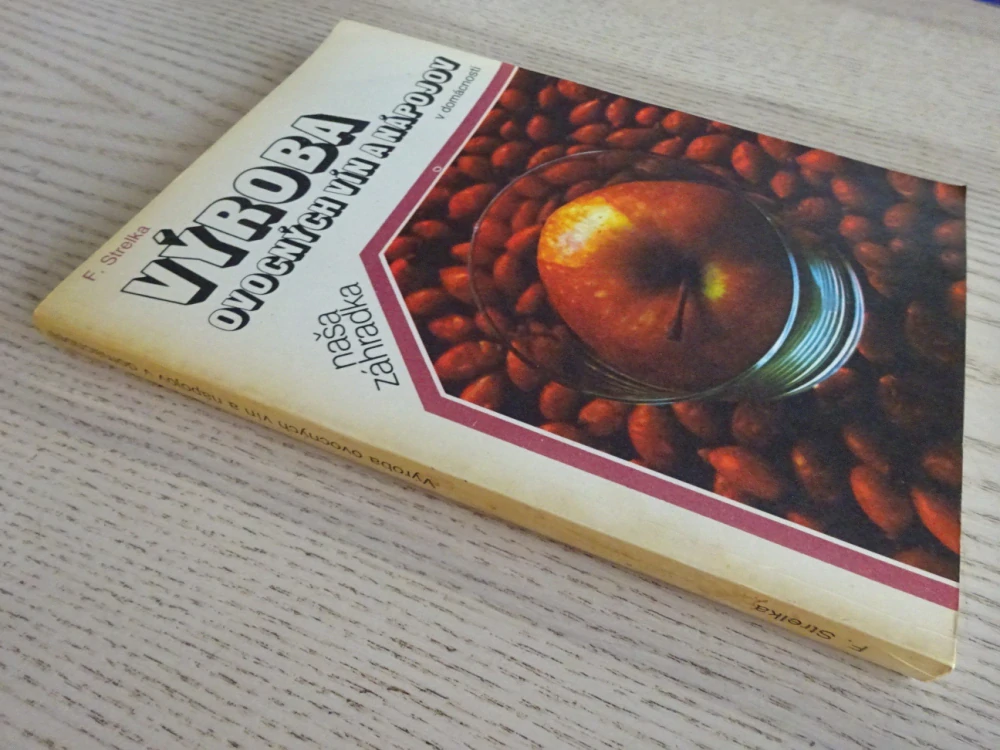 F. Strelka
VÝROBA
OVOCNÝCH VÍN A NÁPOJOV
v domácnosti
naša
záhradka
F. Strelka
Výroba ovocných vín a nápojov v